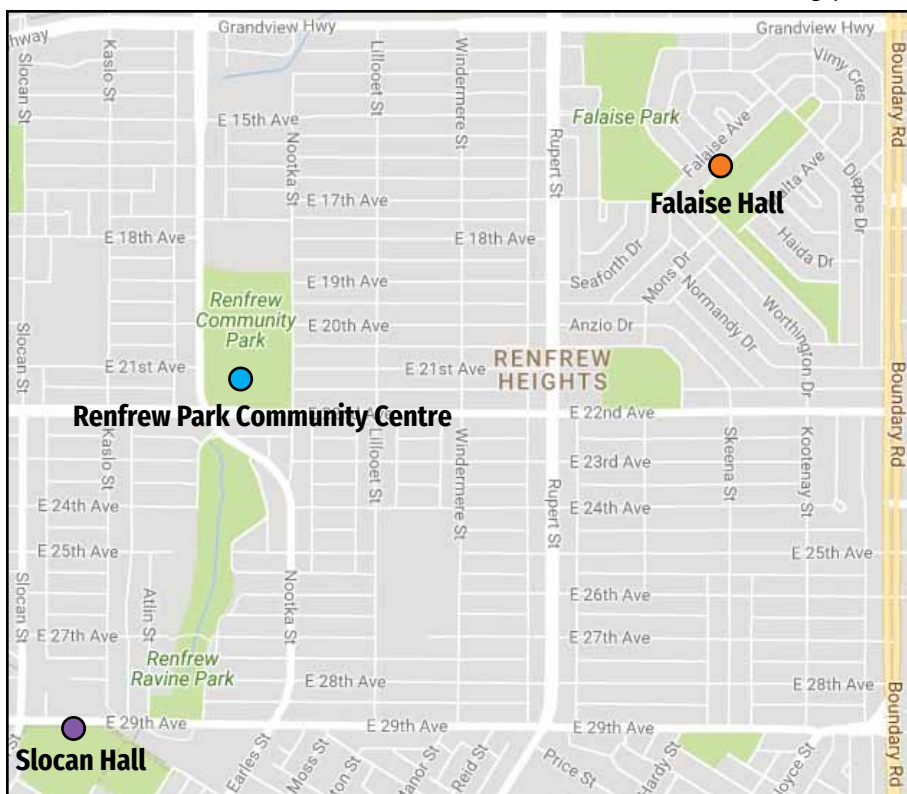 Grandview Hwy
Grandview Hwy
hway
Slocan St
Kaslo St
Lillooet St
Windermere St
Vimy Cres
Boundary Rd
E 15th Ave
Nootka St
Rupert St
Falaise Park
Falaise Ave
Falaise Hall
Dieppe Dr
E 17th Ave
E 18th Ave
E 18th Ave
Haida Dr
Seaforth Dr
Mons Dr
Normandy Dr
Worthington Dr
E 19th Ave
Renfrew
Community
Park
E 20th Ave
Anzio Dr
Slocan St
E 21st Ave
E 21st Ave
RENFREW
HEIGHTS
Boundary Rd
Renfrew Park Community Centre
E 22nd Ave
Kaslo St
Lillooet St
Windermere St
Skeena St
Kootenay St
E 23rd Ave
E 24th Ave
E 24th Ave
Rupert St
E 25th Ave
E 25th Ave
Slocan St
Atlin St
Nootka St
E 26th Ave
E 27th Ave
E 27th Ave
Renfrew
Ravine Park
E 28th Ave
E 28th Ave
Boundary Rd
E 29th Ave
E 29th Ave
E 29th Ave
Slocan Hall
Earles St
Moss St
Manor St
Reid St
Price St
Hardy St